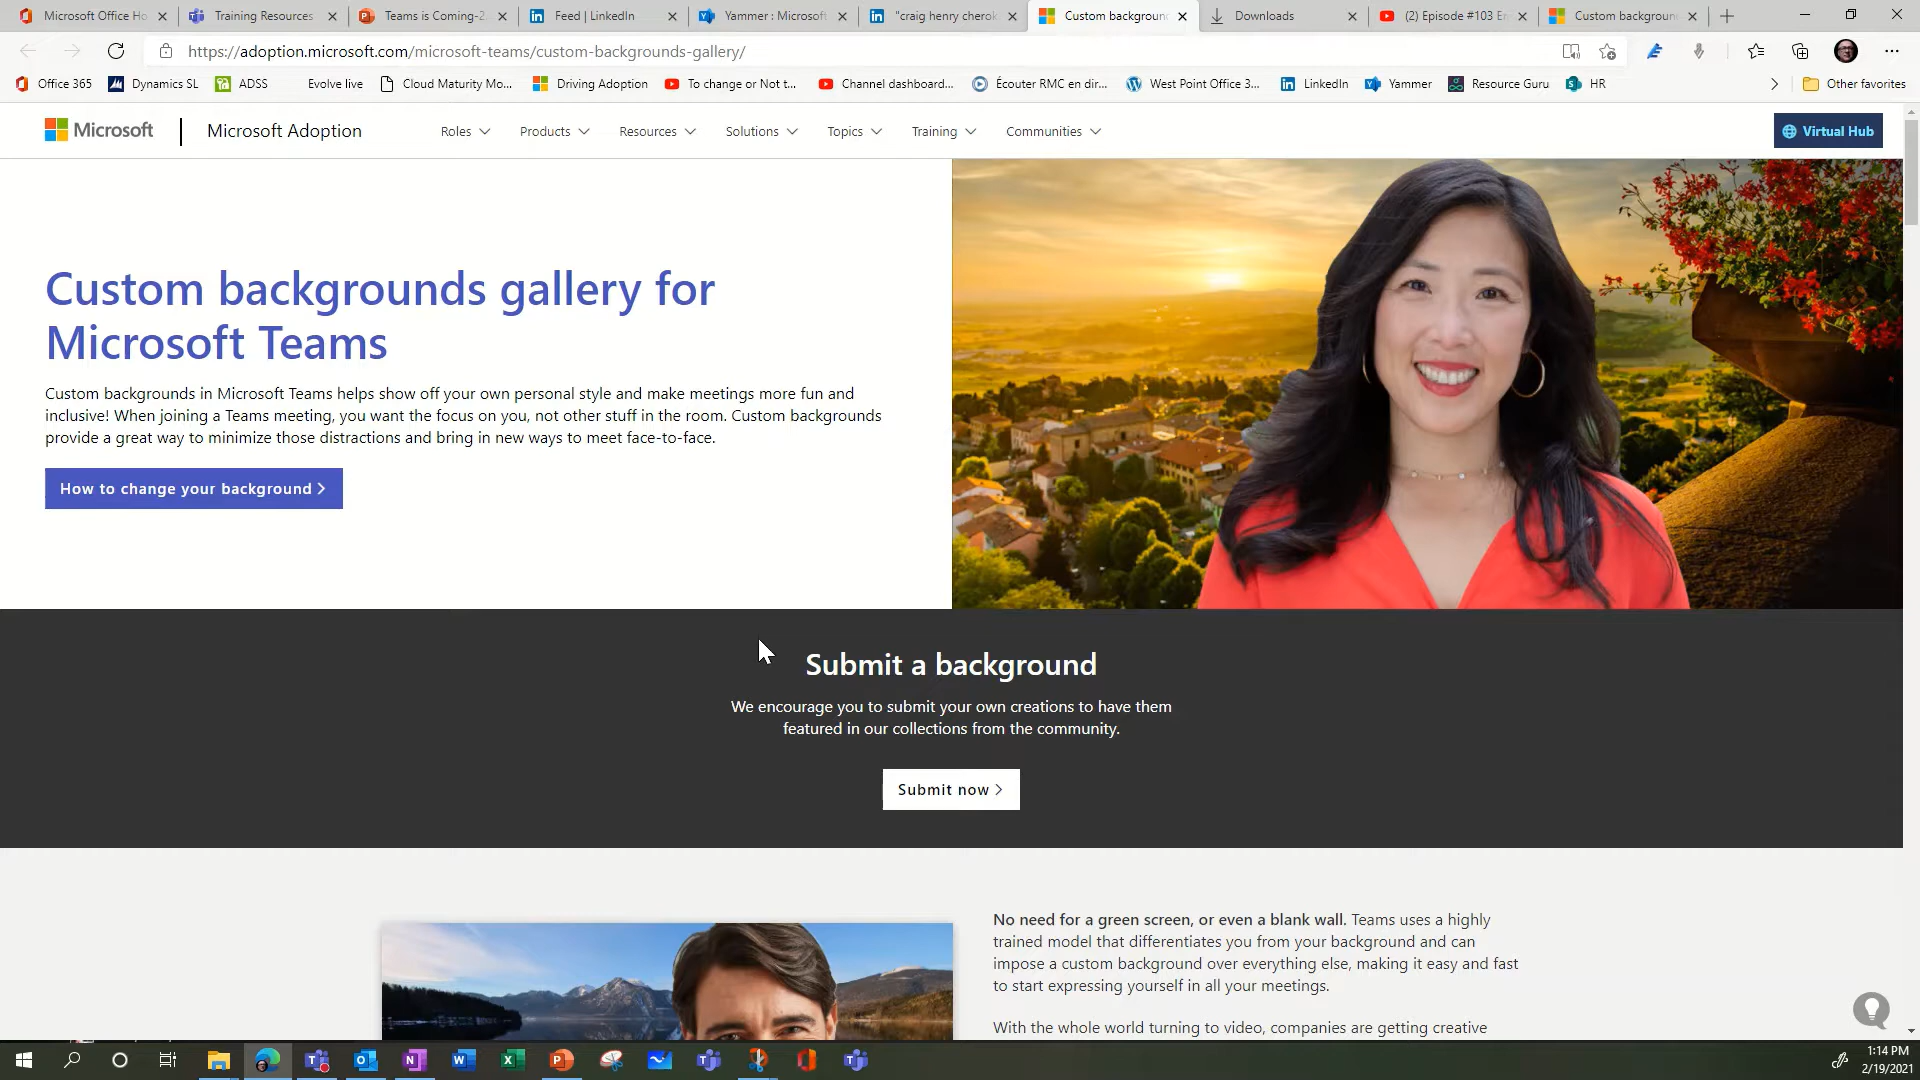 Microsoft Office Ho
Training Resources
Teams is Coming-2
Feed | LinkedIn
Yammer : Microsoft
"craig henry cherok
Custom background
Downloads
(2) Episode #103 En
Custom background
https://adoption.microsoft.com/microsoft-teams/custom-backgrounds-gallery/
Office 365
Dynamics SL
ADSS
Evolve live
Cloud Maturity Mo...
Driving Adoption
To change or Not t...
Channel dashboard...
Écouter RMC en dir...
West Point Office 3...
LinkedIn
Yammer
Resource Guru
HR
Other favorites
Microsoft
Microsoft Adoption
Roles
Products
Resources
Solutions
Topics
Training
Communities
Virtual Hub
Custom backgrounds gallery for
Microsoft Teams
Custom backgrounds in Microsoft Teams helps show off your own personal style and make meetings more fun and
inclusive! When joining a Teams meeting, you want the focus on you, not other stuff in the room. Custom backgrounds
provide a great way to minimize those distractions and bring in new ways to meet face-to-face.
How to change your background
Submit a background
We encourage you to submit your own creations to have them
featured in our collections from the community.
Submit now
No need for a green screen, or even a blank wall. Teams uses a highly
trained model that differentiates you from your background and can
impose a custom background over everything else, making it easy and fast
to start expressing yourself in all your meetings.
With the whole world turning to video, companies are getting creative
1:14 PM
2/19/2021